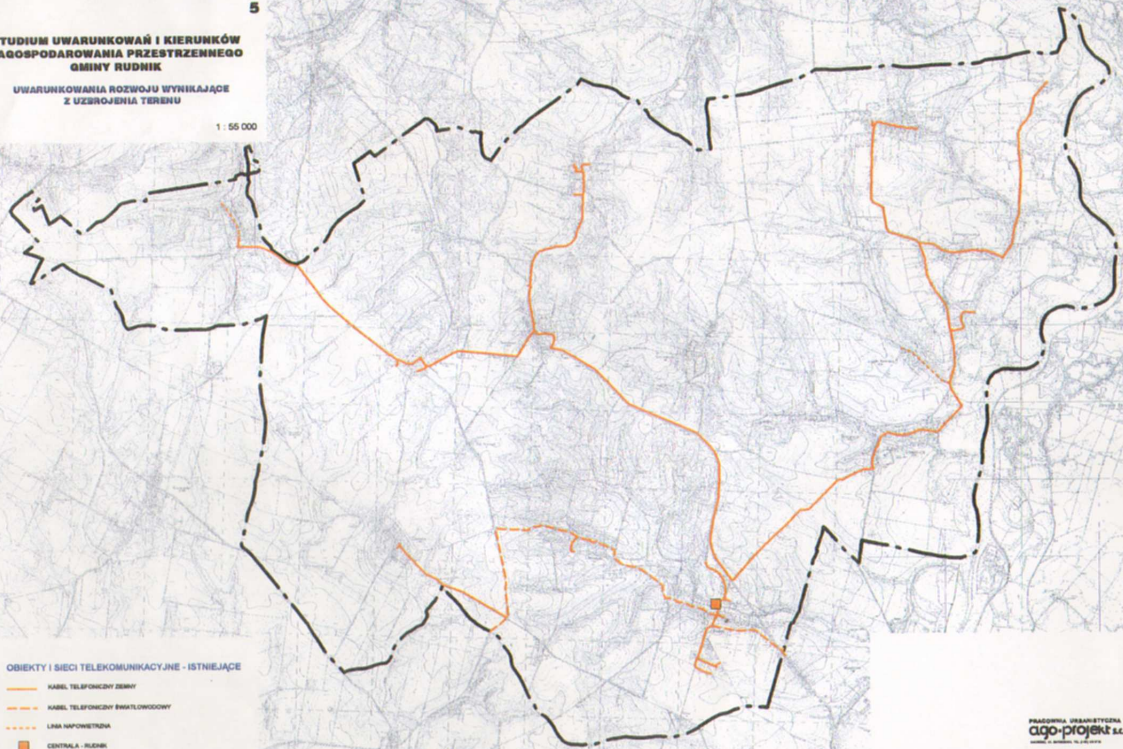 5
TUDIUM UWARUNKOWAŃ I KIERUNKÓW
AGOSPODAROWANIA PRZESTRZENNEGO
GMINY RUDNIK
UWARUNKOWANIA ROZWOJU WYNIKAJĄCE
Z UZBROJENIA TERENU
1 : 55 000
OBIEKTY I SIECI TELEKOMUNIKACYJNE - ISTNIEJĄCE
KABEL TELEFONICZNY ZIEMNY
KABEL TELEFONICZNY ŚWIATŁOWODOWY
LINIA NAPOWIETRZNA
CENTRALA - RUDNIK
PRACOWNIA URBANISTYCZNA
ago-projekt s.c.